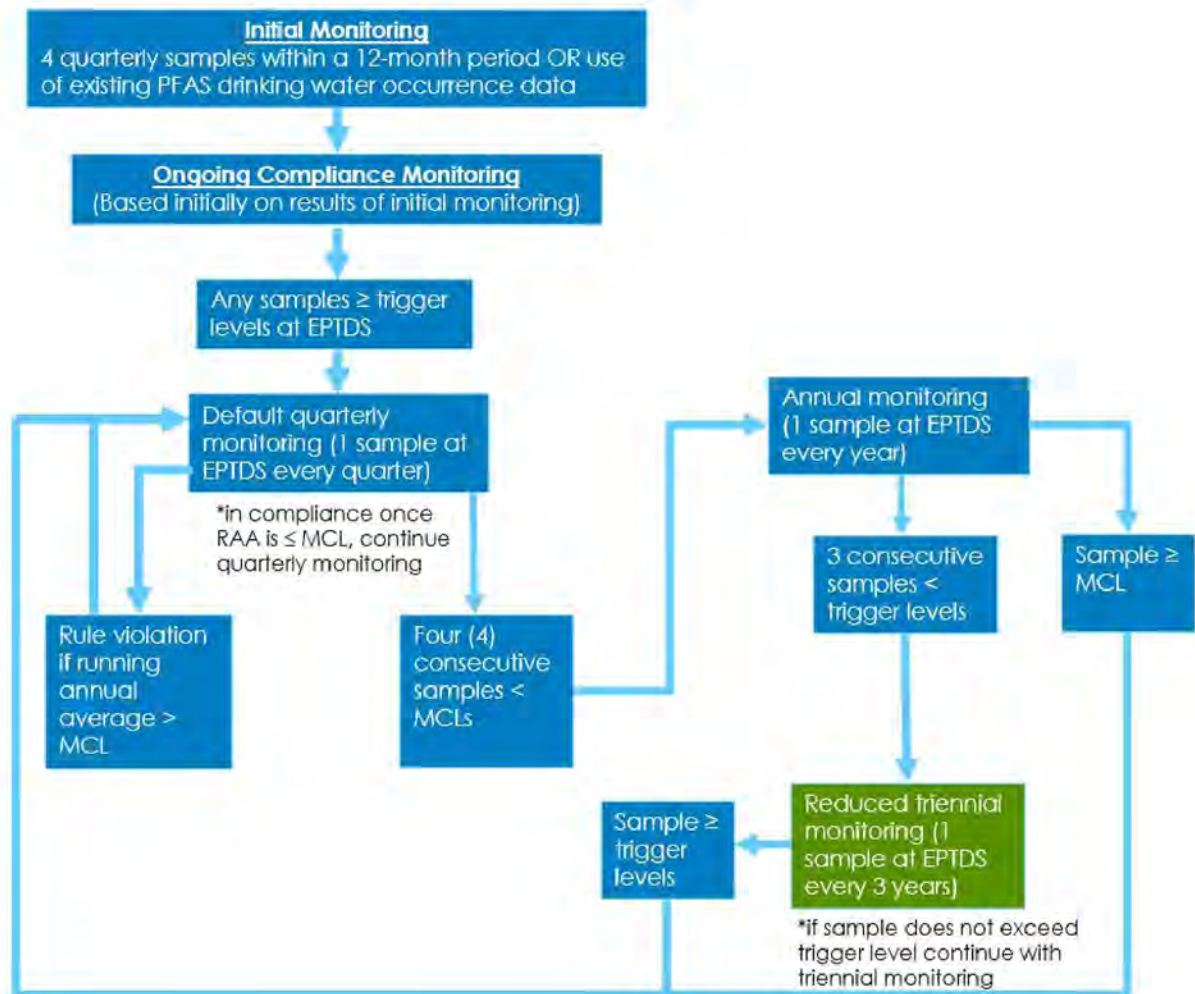 Initial Monitoring
4 quarterly samples within a 12-month period OR use
of existing PFAS drinking water occurrence data
Ongoing Compliance Monitoring
(Based initially on results of initial monitoring)
Any samples ≥ trigger
levels at EPTDS
Default quarterly
monitoring (1 sample at
EPTDS every quarter)
*in compliance once
RAA is ≤ MCL, continue
quarterly monitoring
Rule violation
if running
annual
average >
MCL
Four (4)
consecutive
samples <
MCLs
Annual monitoring
(1 sample at EPTDS
every year)
3 consecutive
samples <
trigger levels
Sample ≥
MCL
Reduced triennial
monitoring (1
sample at EPTDS
every 3 years)
*if sample does not exceed
trigger level continue with
triennial monitoring
Sample ≥
trigger
levels